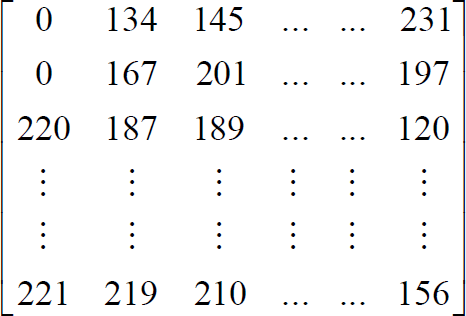 0 134 145 ... ... 231
0 167 201 ... ... 197
220 187 189 ... ... 120
⋮ ⋮ ⋮ ⋮ ⋮ ⋮
⋮ ⋮ ⋮ ⋮ ⋮ ⋮
221 219 210 ... ... 156